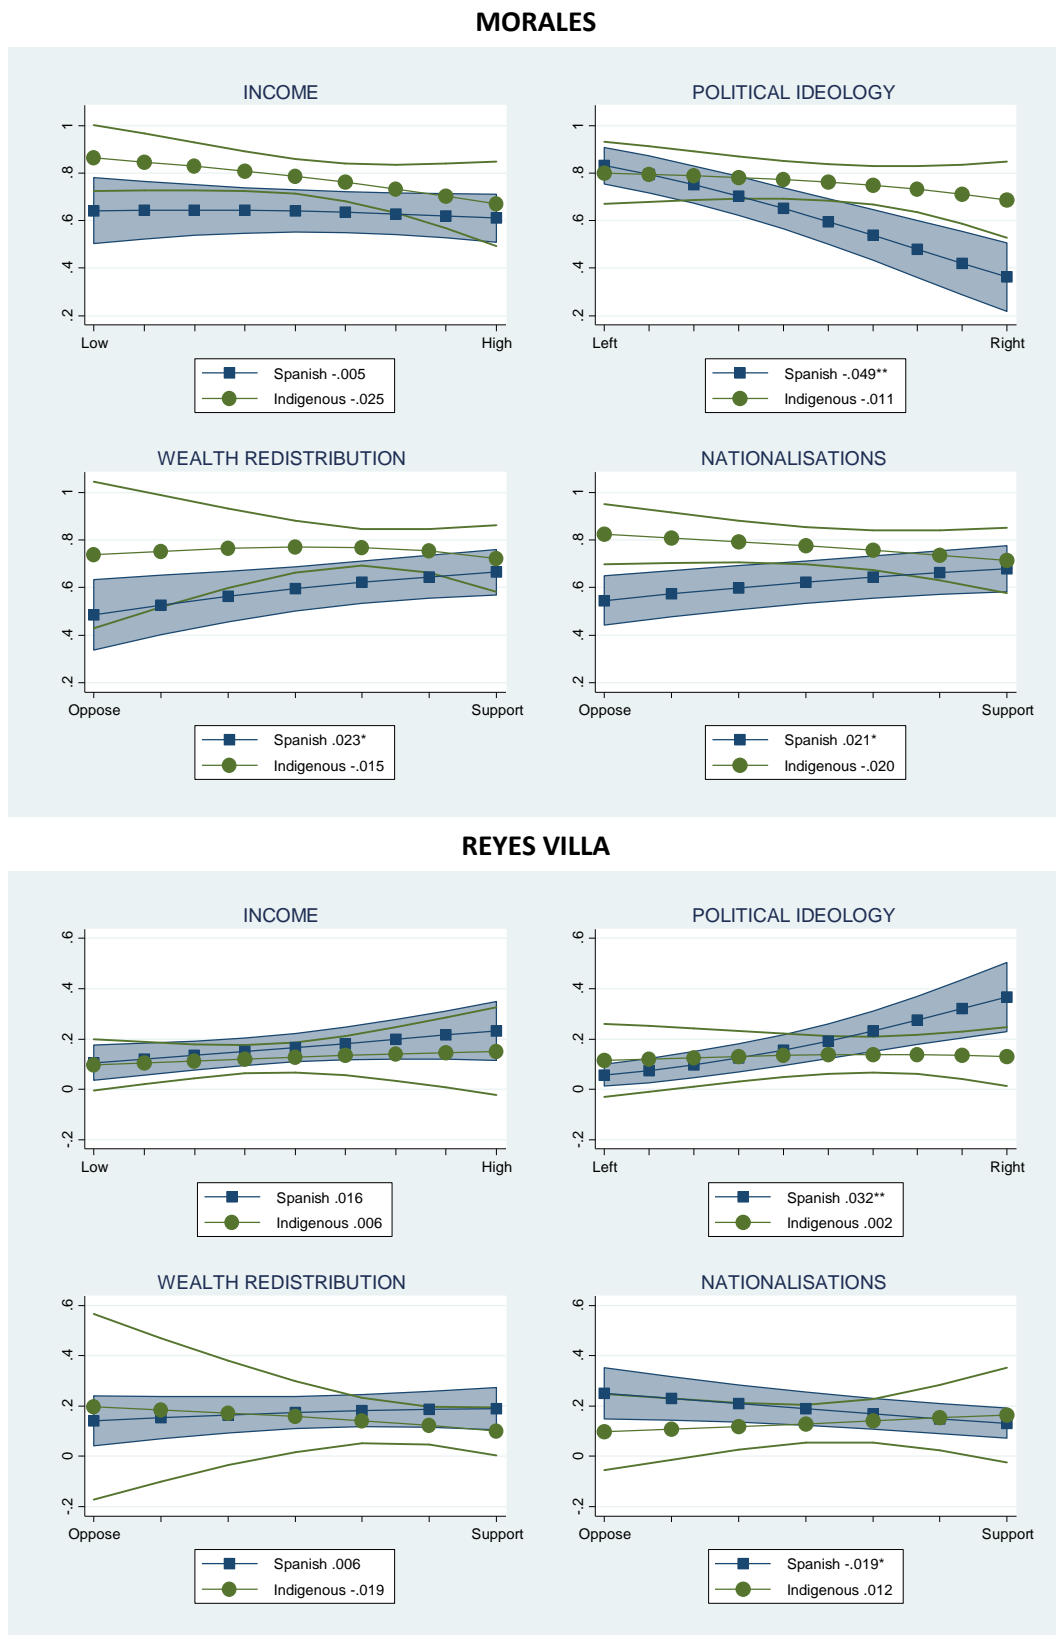 MORALES
INCOME
1
.8
.6
.4
.2
Low High
Spanish -.005
Indigenous -.025
POLITICAL IDEOLOGY
1
.8
.6
.4
.2
Left Right
Spanish -.049**
Indigenous -.011
WEALTH REDISTRIBUTION
1
.8
.6
.4
.2
Oppose Support
Spanish .023*
Indigenous -.015
NATIONALISATIONS
1
.8
.6
.4
.2
Oppose Support
Spanish .021*
Indigenous -.020
REYES VILLA
INCOME
.6
.4
.2
0
-.2
Low High
Spanish .016
Indigenous .006
POLITICAL IDEOLOGY
.6
.4
.2
0
-.2
Left Right
Spanish .032**
Indigenous .002
WEALTH REDISTRIBUTION
.6
.4
.2
0
-.2
Oppose Support
Spanish .006
Indigenous -.019
NATIONALISATIONS
.6
.4
.2
0
-.2
Oppose Support
Spanish -.019*
Indigenous .012